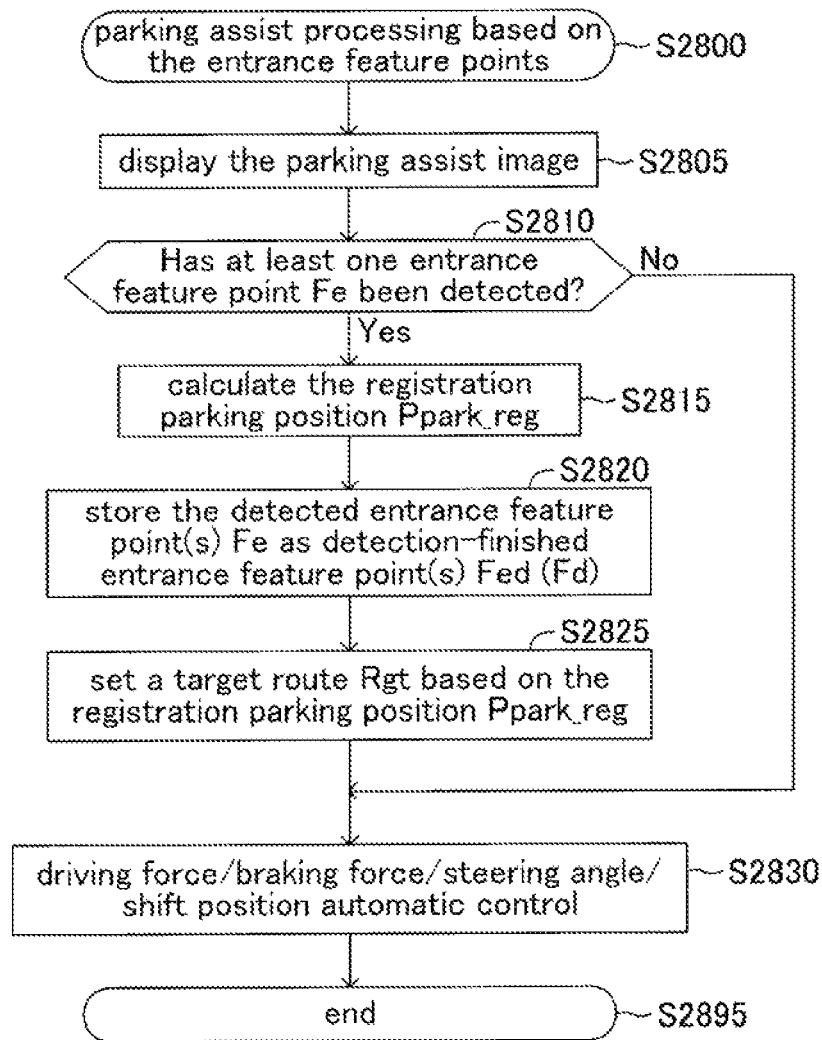 parking assist processing based on
the entrance feature points
S2800
display the parking assist image
S2805
S2810
Has at least one entrance
feature point Fe been detected?
No
Yes
calculate the registration
parking position Ppark_reg
S2815
S2820
store the detected entrance feature
point(s) Fe as detection-finished
entrance feature point(s) Fed (Fd)
S2825
set a target route Rgt based on the
registration parking position Ppark_reg
driving force/braking force/steering angle/
shift position automatic control
S2830
end
S2895